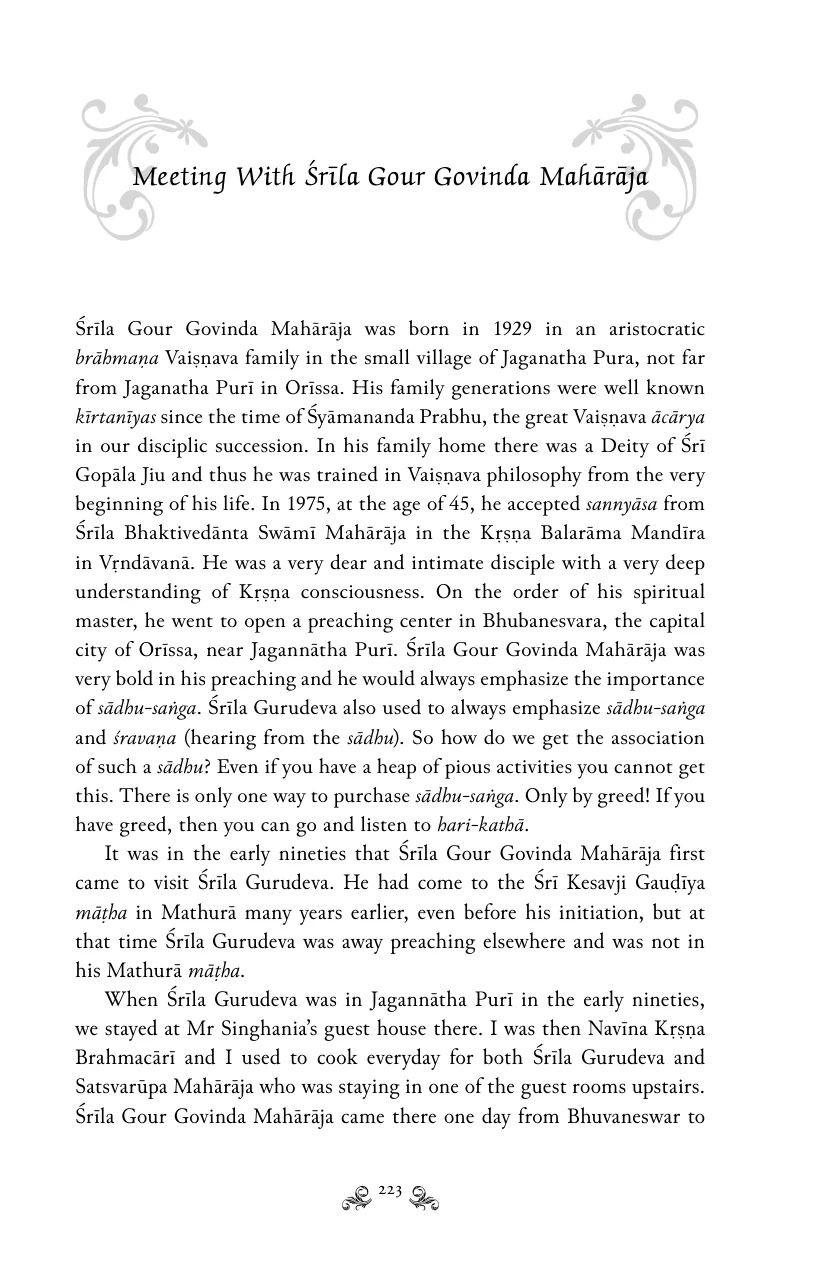 Meeting With Śrīla Gour Govinda Mahārāja
Śrīla Gour Govinda Mahārāja was born in 1929 in an aristocratic
brāhmaṇa Vaiṣṇava family in the small village of Jaganatha Pura, not far
from Jaganatha Purī in Orīssa. His family generations were well known
kīrtanīyas since the time of Śyāmananda Prabhu, the great Vaiṣṇava ācārya
in our disciplic succession. In his family home there was a Deity of Śrī
Gopāla Jiu and thus he was trained in Vaiṣṇava philosophy from the very
beginning of his life. In 1975, at the age of 45, he accepted sannyāsa from
Śrīla Bhaktivedānta Swāmī Mahārāja in the Kṛṣṇa Balarāma Mandīra
in Vṛndāvanā. He was a very dear and intimate disciple with a very deep
understanding of Kṛṣṇa consciousness. On the order of his spiritual
master, he went to open a preaching center in Bhubanesvara, the capital
city of Orīssa, near Jagannātha Purī. Śrīla Gour Govinda Mahārāja was
very bold in his preaching and he would always emphasize the importance
of sādhu-saṅga. Śrīla Gurudeva also used to always emphasize sādhu-saṅga
and śravaṇa (hearing from the sādhu). So how do we get the association
of such a sādhu? Even if you have a heap of pious activities you cannot get
this. There is only one way to purchase sādhu-saṅga. Only by greed! If you
have greed, then you can go and listen to hari-kathā.
It was in the early nineties that Śrīla Gour Govinda Mahārāja first
came to visit Śrīla Gurudeva. He had come to the Śrī Kesavji Gauḍīya
māṭha in Mathurā many years earlier, even before his initiation, but at
that time Śrīla Gurudeva was away preaching elsewhere and was not in
his Mathurā māṭha.
When Śrīla Gurudeva was in Jagannātha Purī in the early nineties,
we stayed at Mr Singhania's guest house there. I was then Navīna Kṛṣṇa
Brahmacārī and I used to cook everyday for both Śrīla Gurudeva and
Satsvarūpa Mahārāja who was staying in one of the guest rooms upstairs.
Śrīla Gour Govinda Mahārāja came there one day from Bhuvaneswar to
223